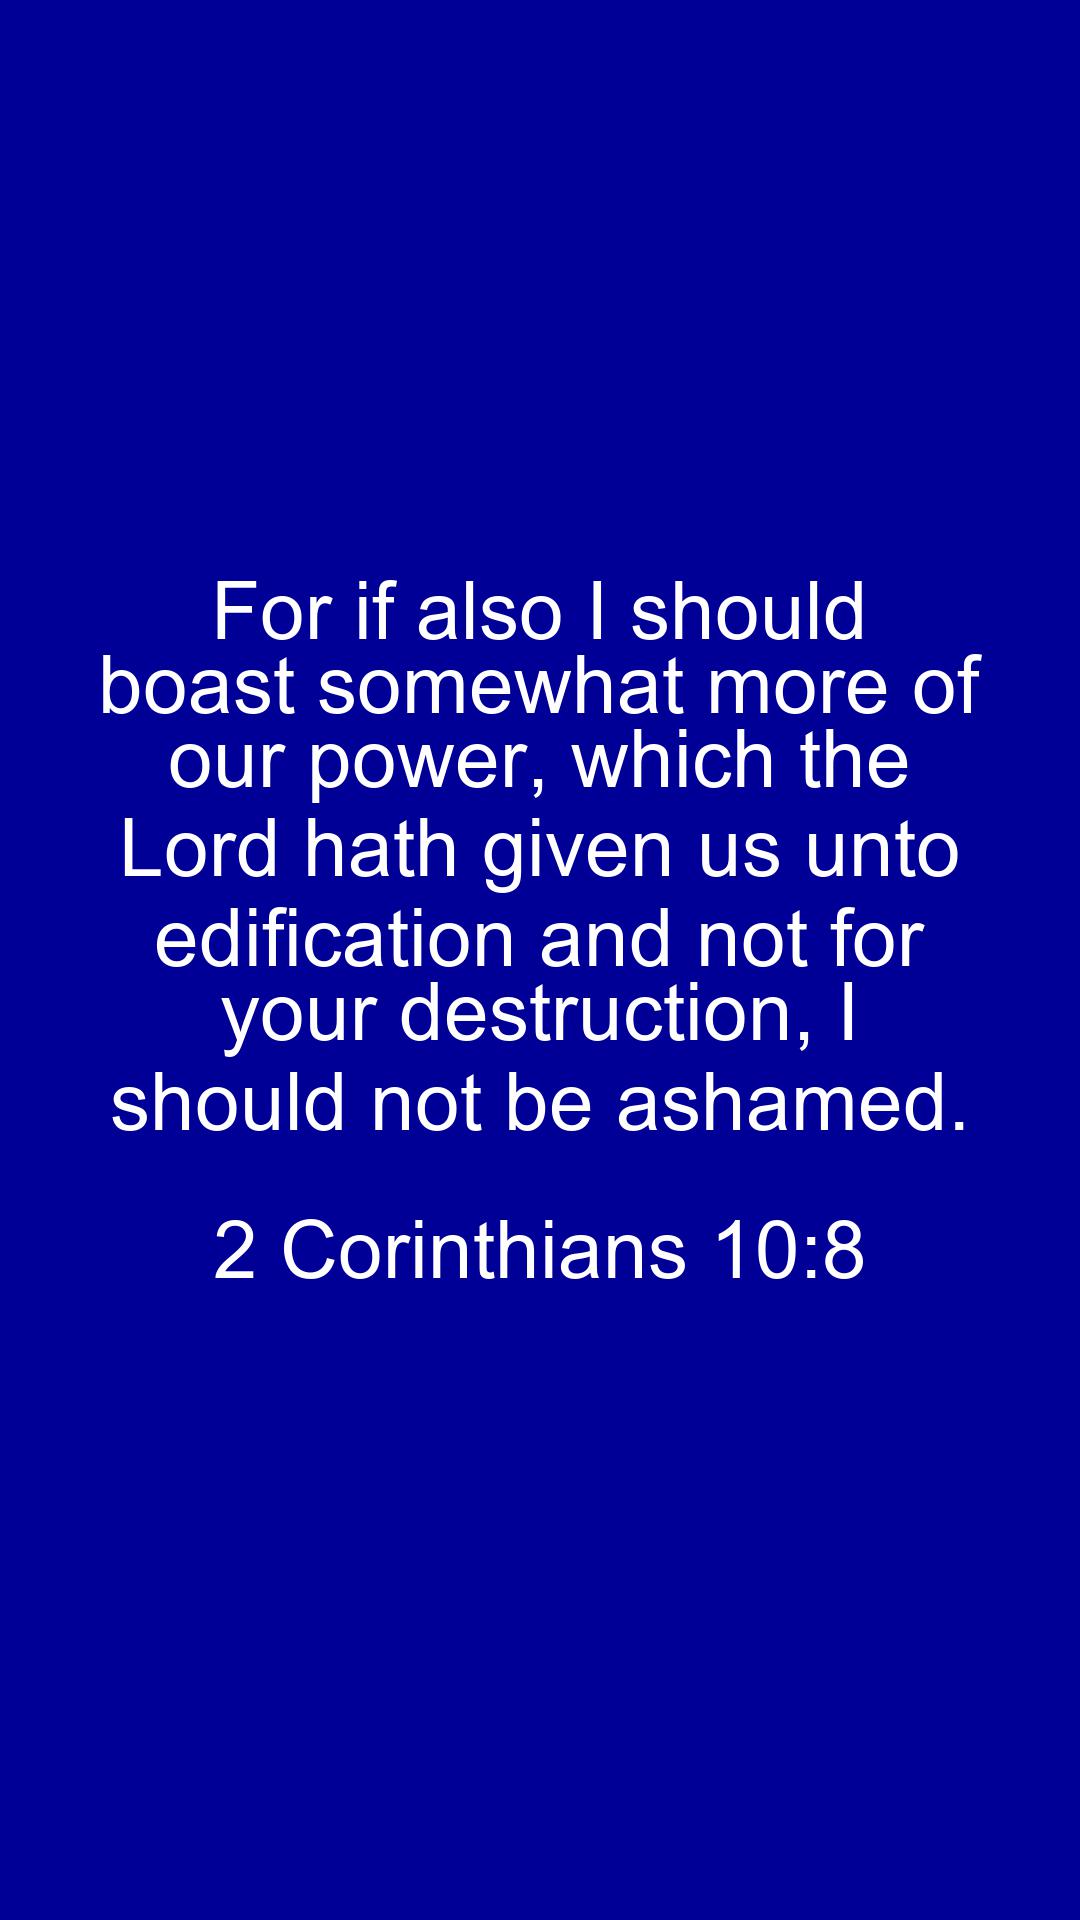 For if also I should
boast somewhat more of
our power, which the
Lord hath given us unto
edification and not for
your destruction, I
should not be ashamed.
2 Corinthians 10:8